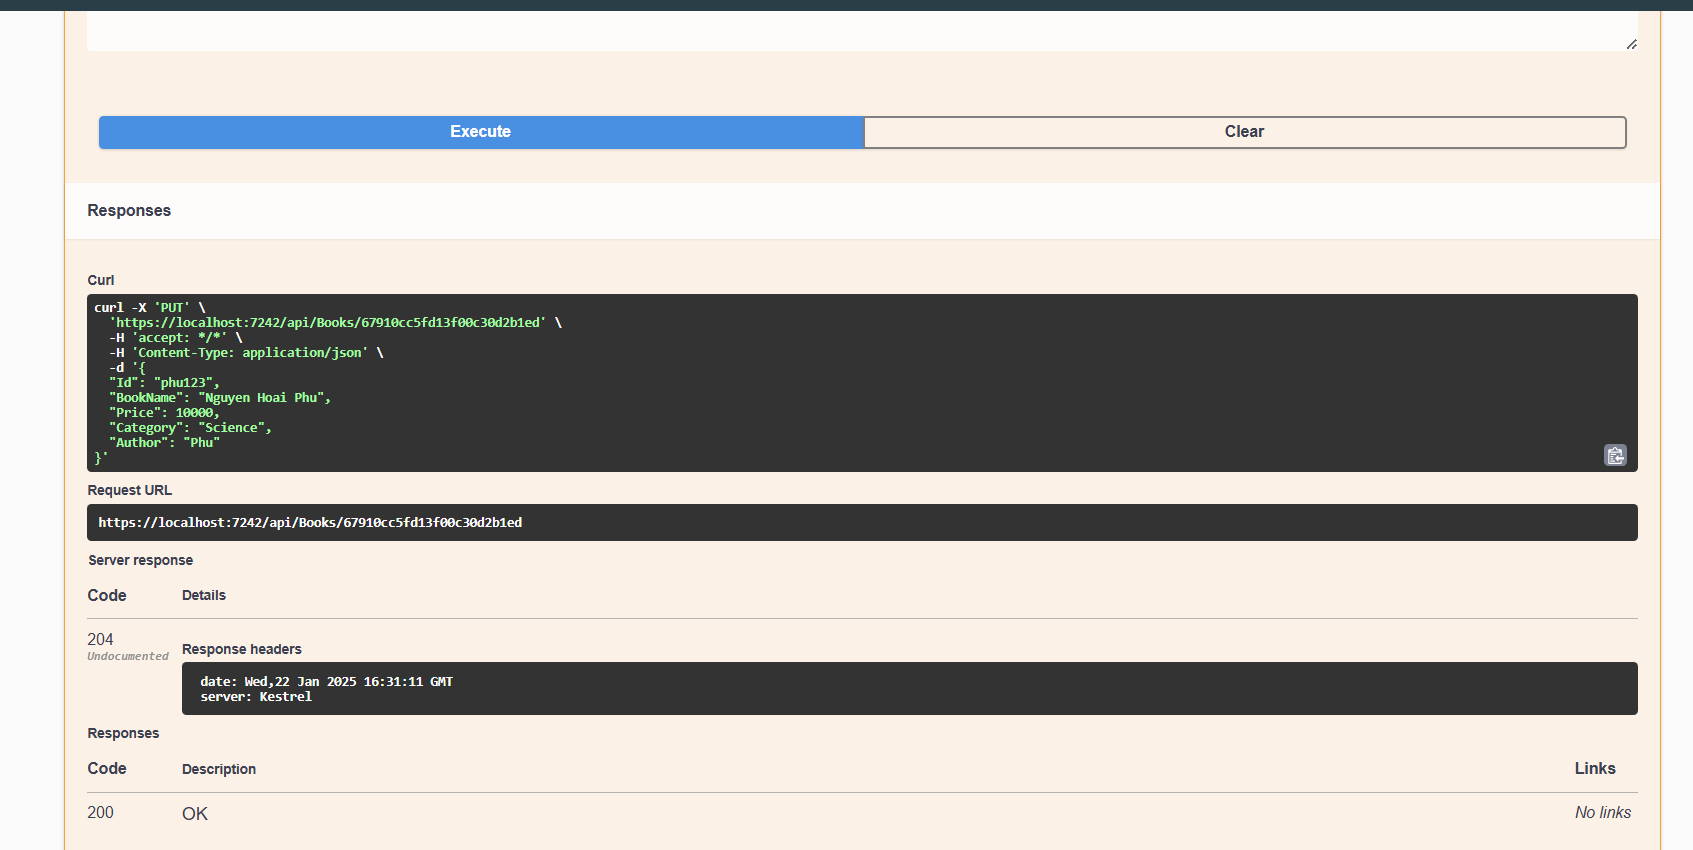 Execute
Clear
Responses
Curl
curl -X 'PUT' \
'https://localhost:7242/api/Books/67910cc5fd13f00c30d2b1ed' \
-H 'accept: */*' \
-H 'Content-Type: application/json' \
-d '{
"Id": "phu123",
"BookName": "Nguyen Hoai Phu",
"Price": 10000,
"Category": "Science",
"Author": "Phu"
}'
Request URL
https://localhost:7242/api/Books/67910cc5fd13f00c30d2b1ed
Server response
Code Details
204
Undocumented
Response headers
date: Wed,22 Jan 2025 16:31:11 GMT
server: Kestrel
Responses
Code Description Links
200 OK No links